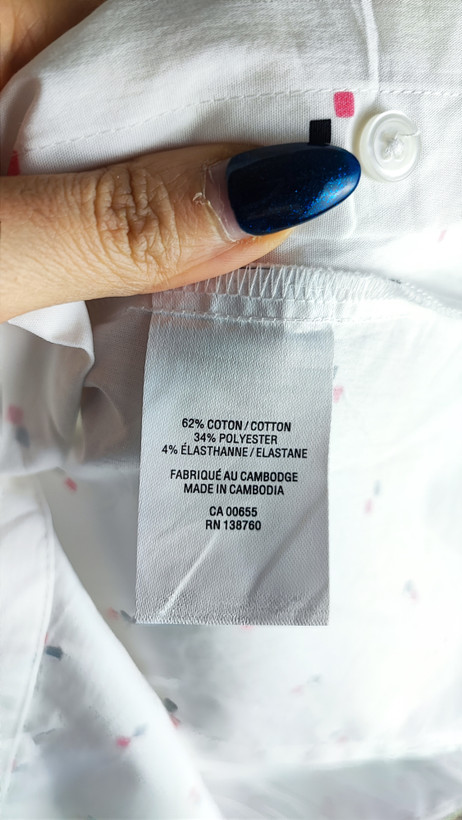 62% COTON / COTTON
34% POLYESTER
4% ÉLASTHANNE / ELASTANE
FABRIQUÉ AU CAMBODGE
MADE IN CAMBODIA
CA 00655
RN 138760